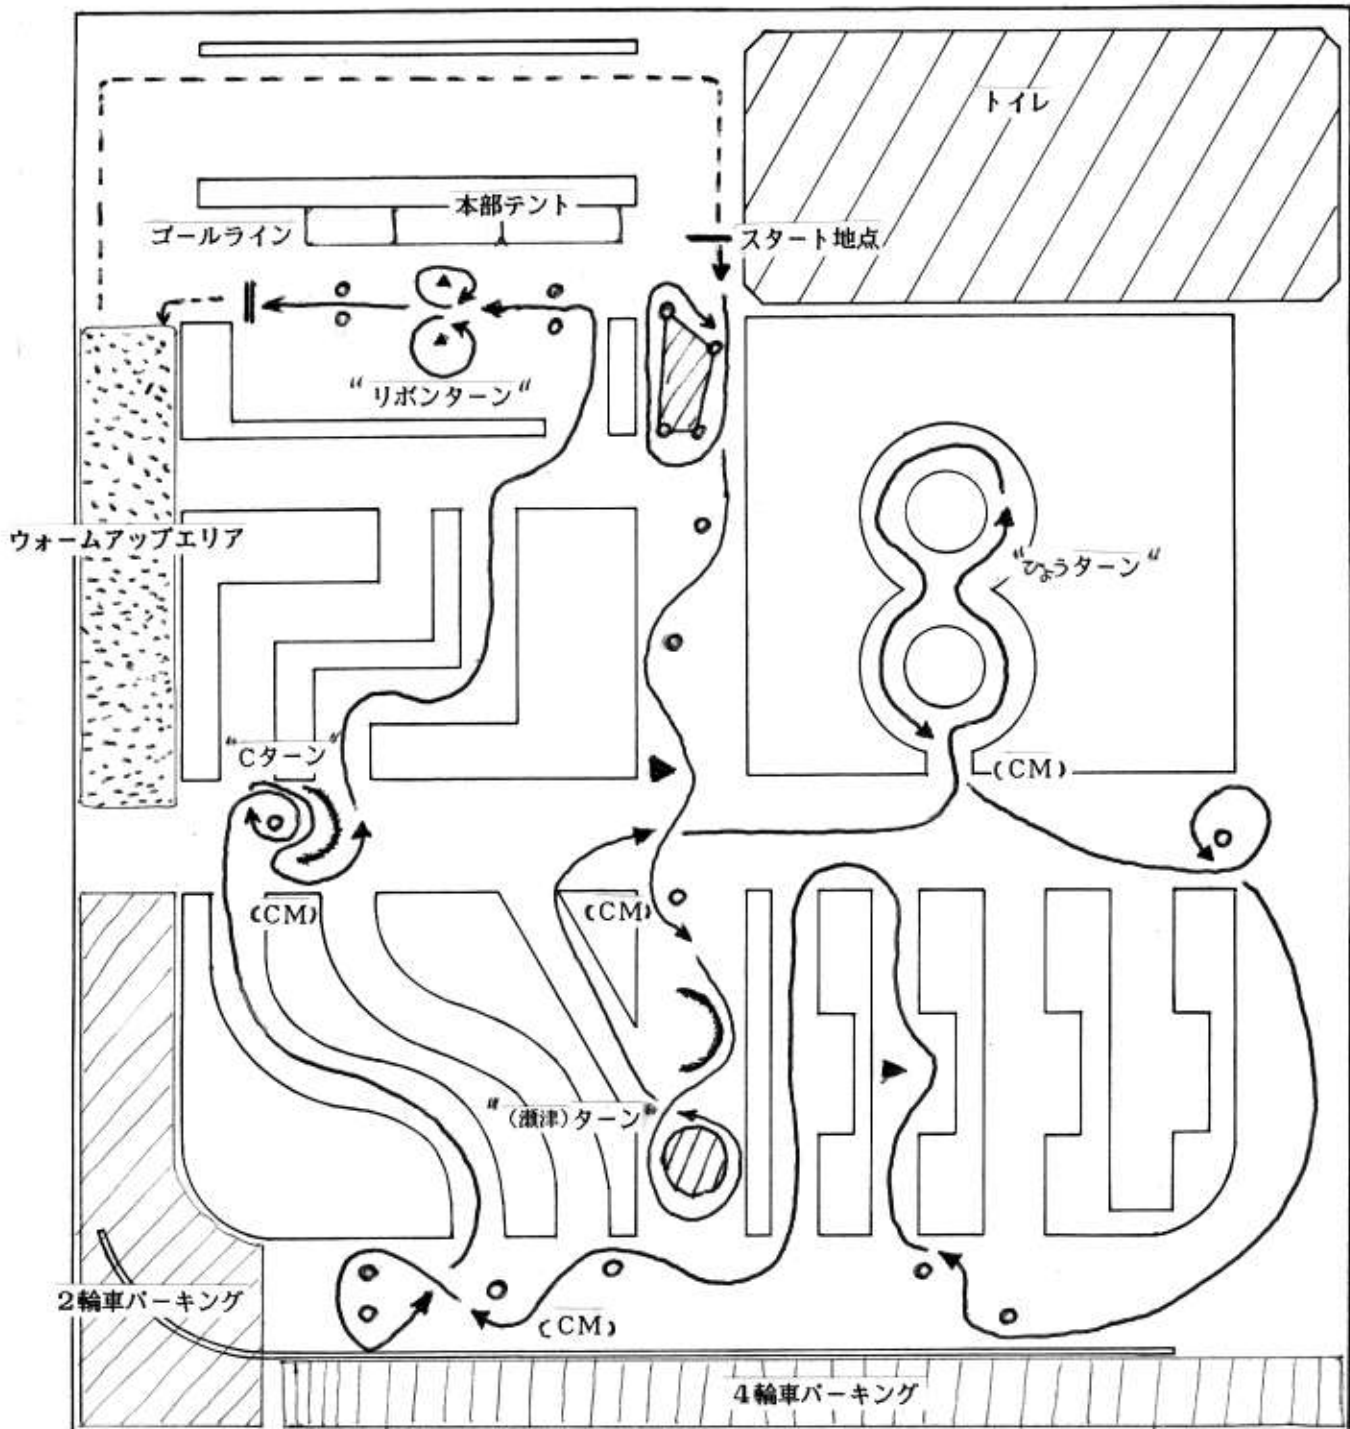 トイレ
本部テント
ゴールライン
スタート地点
"リボンターン"
ウォームアップエリア
"ひょうターン"
"Cターン"
(CM)
(CM)
(CM)
"(瀬津)ターン"
2輪車パーキング
(CM)
4輪車パーキング